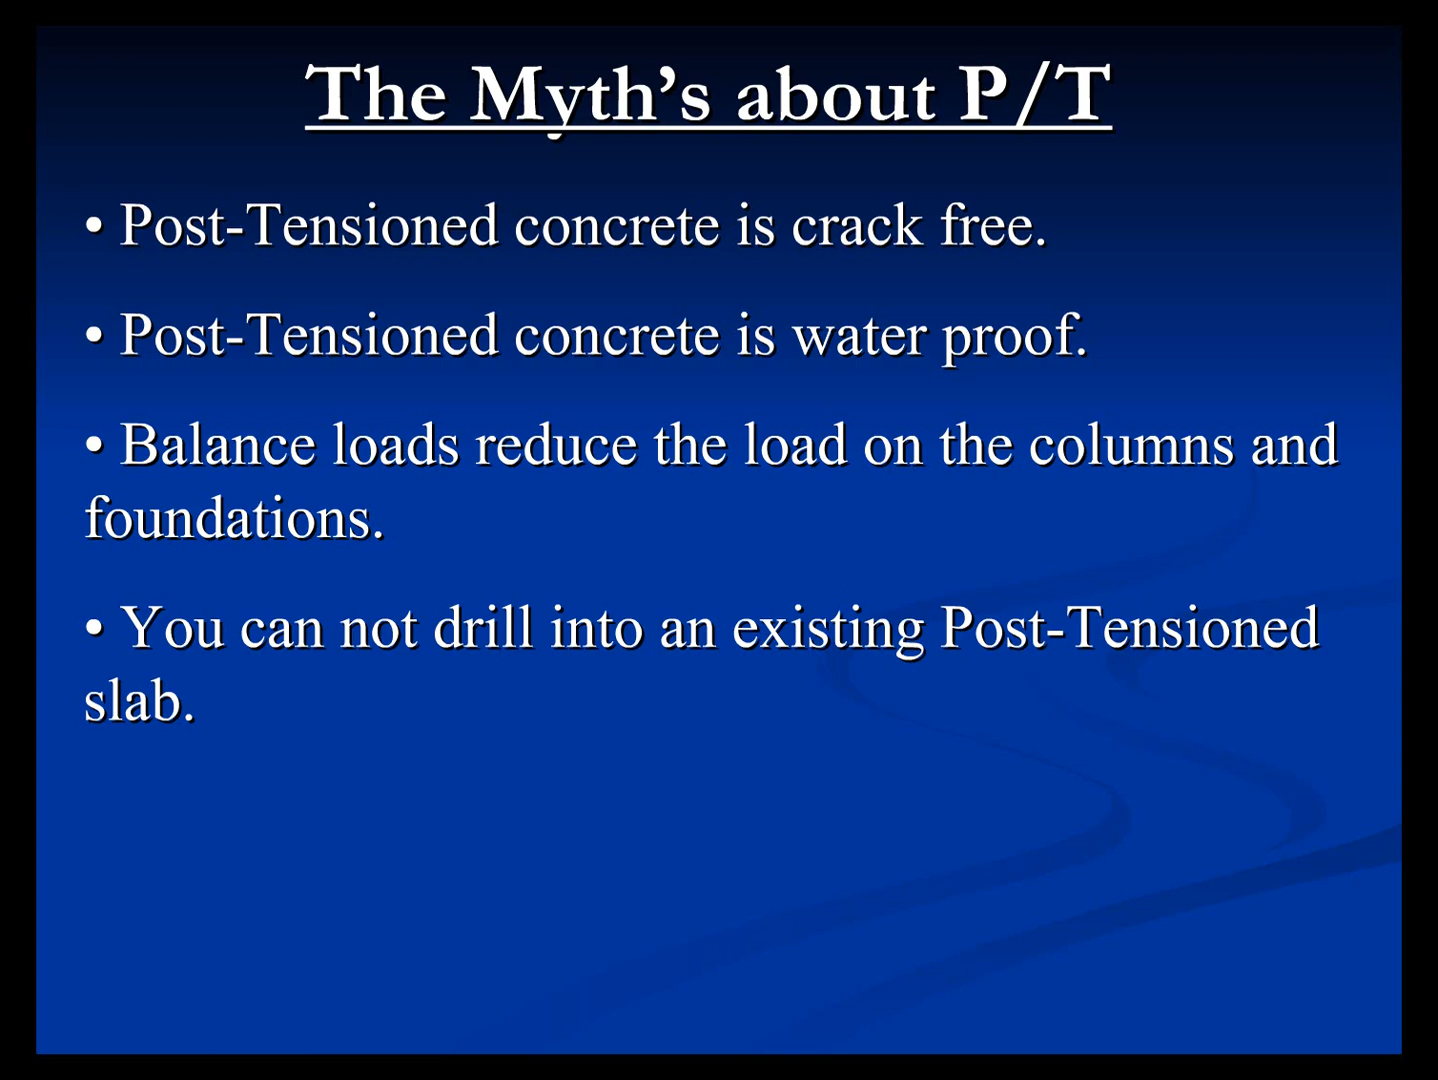 The Myth’s about P/T
• Post-Tensioned concrete is crack free.
• Post-Tensioned concrete is water proof.
• Balance loads reduce the load on the columns and
foundations.
• You can not drill into an existing Post-Tensioned
slab.